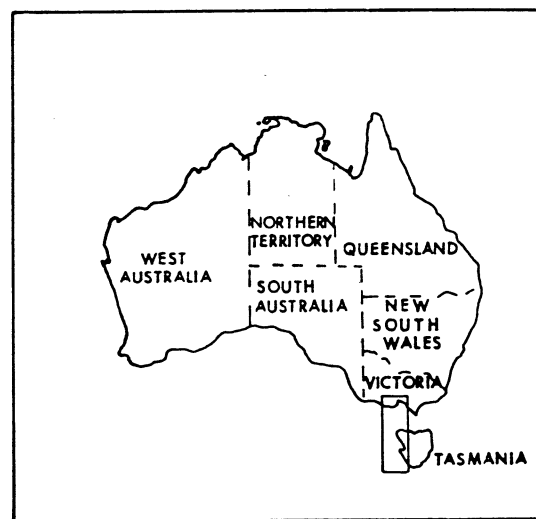 NORTHERN
TERRITORY
WEST
AUSTRALIA
QUEENSLAND
SOUTH
AUSTRALIA
NEW
SOUTH
WALES
VICTORIA
TASMANIA